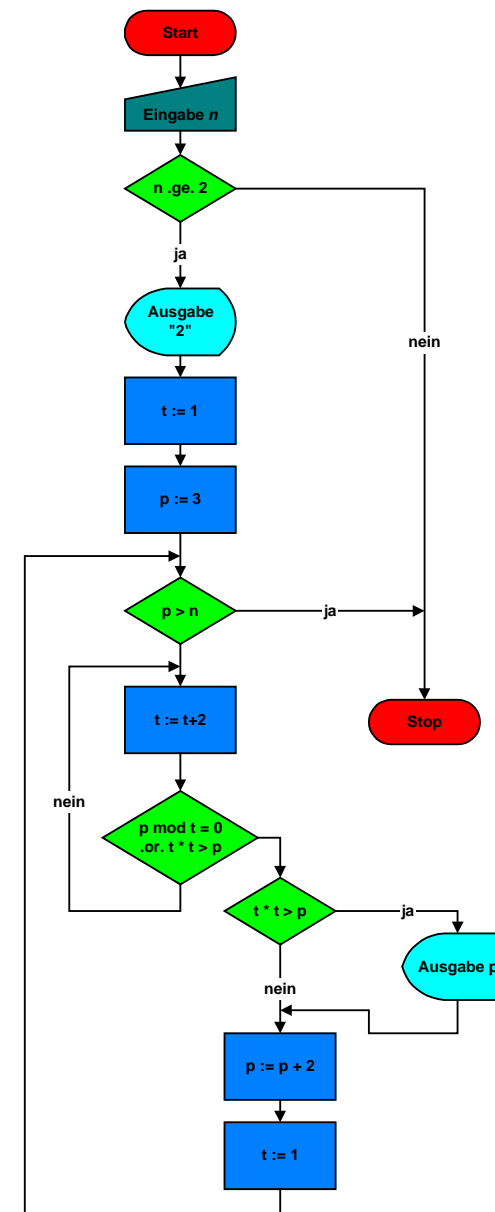 Start
Eingabe n
n .ge. 2
ja
Ausgabe
"2"
nein
t := 1
p := 3
p > n
ja
t := t+2
Stop
nein
p mod t = 0
.or. t * t > p
t * t > p
ja
Ausgabe p
nein
p := p + 2
t := 1